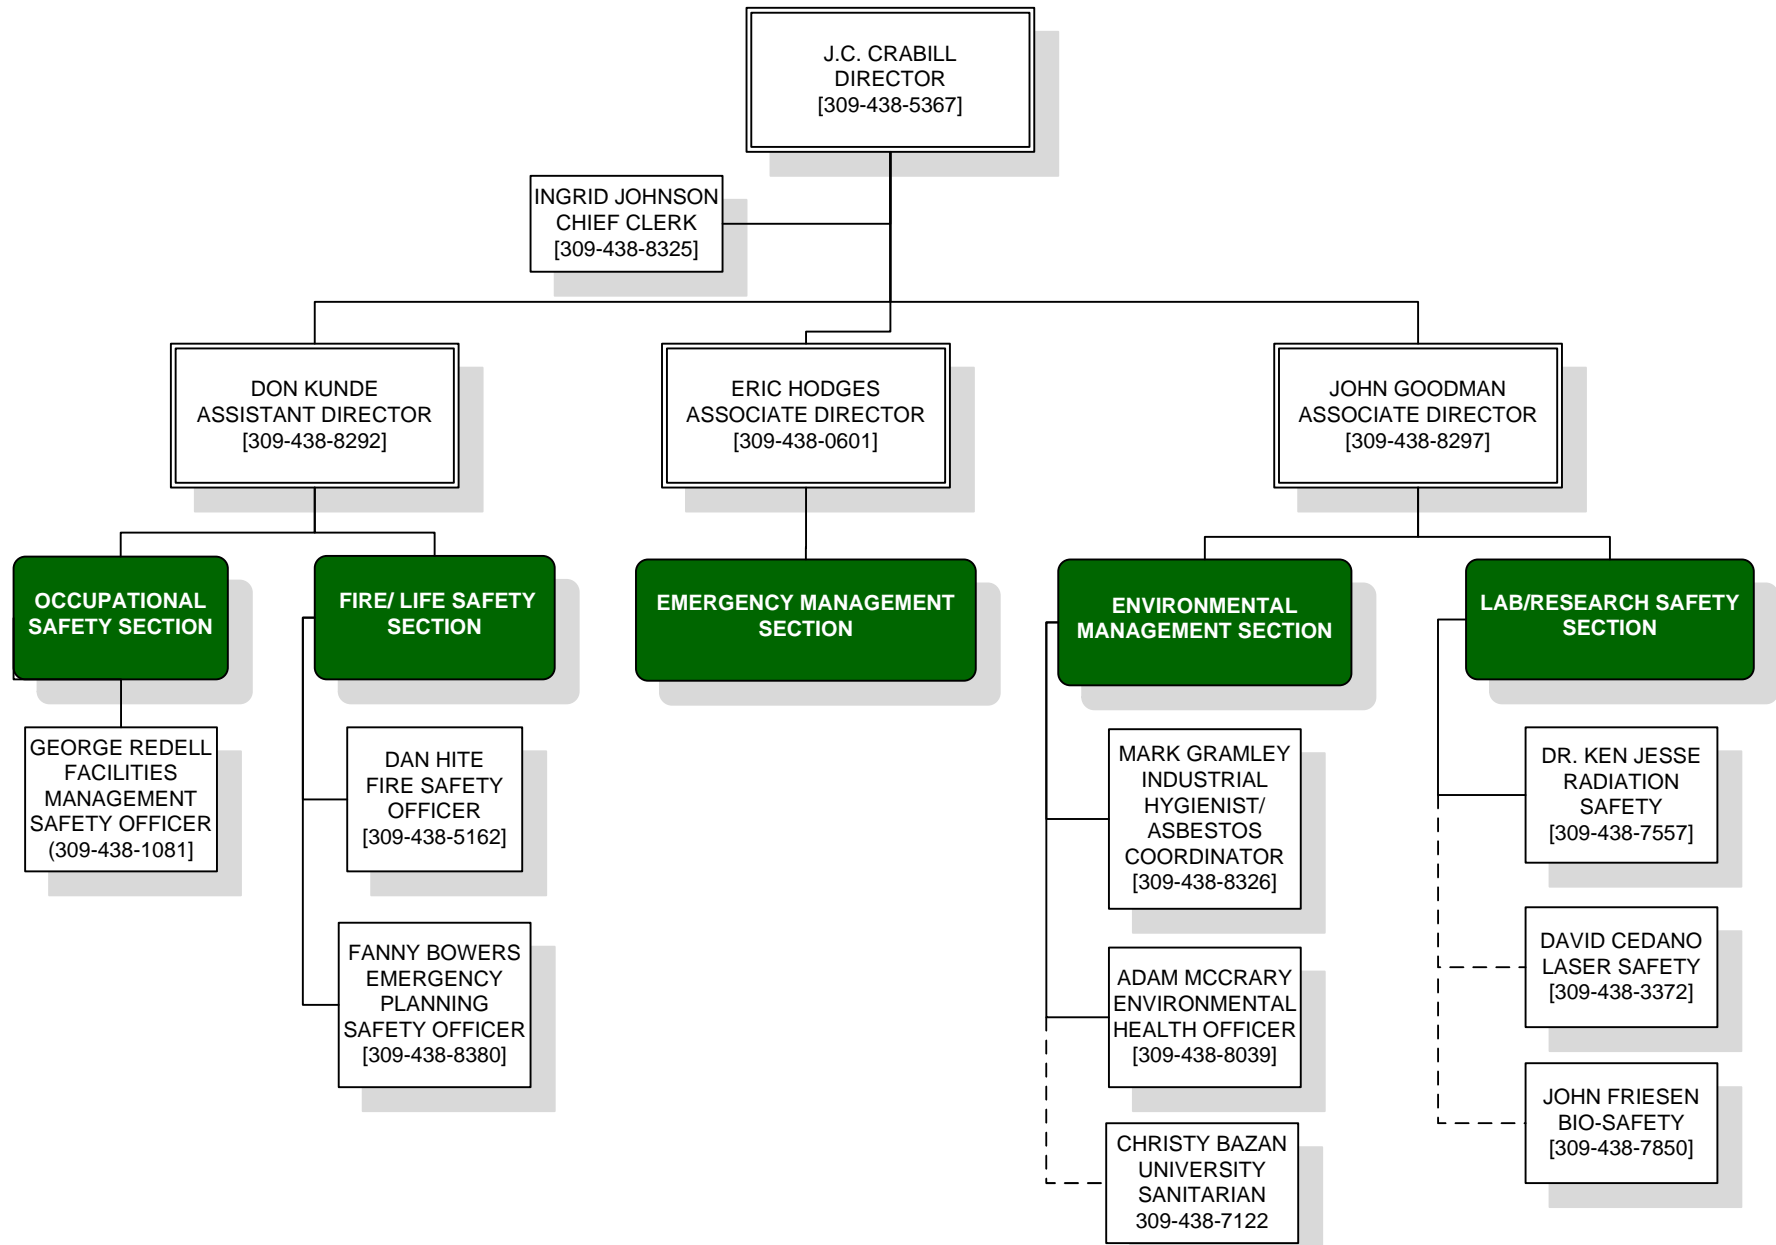 J.C. CRABILL
DIRECTOR
[309-438-5367]
INGRID JOHNSON
CHIEF CLERK
[309-438-8325]
DON KUNDE
ASSISTANT DIRECTOR
[309-438-8292]
ERIC HODGES
ASSOCIATE DIRECTOR
[309-438-0601]
JOHN GOODMAN
ASSOCIATE DIRECTOR
[309-438-8297]
OCCUPATIONAL
SAFETY SECTION
FIRE/ LIFE SAFETY
SECTION
EMERGENCY MANAGEMENT
SECTION
ENVIRONMENTAL
MANAGEMENT SECTION
LAB/RESEARCH SAFETY
SECTION
GEORGE REDELL
FACILITIES
MANAGEMENT
SAFETY OFFICER
(309-438-1081]
DAN HITE
FIRE SAFETY
OFFICER
[309-438-5162]
FANNY BOWERS
EMERGENCY
PLANNING
SAFETY OFFICER
[309-438-8380]
MARK GRAMLEY
INDUSTRIAL
HYGIENIST/
ASBESTOS
COORDINATOR
[309-438-8326]
ADAM MCCRARY
ENVIRONMENTAL
HEALTH OFFICER
[309-438-8039]
CHRISTY BAZAN
UNIVERSITY
SANITARIAN
309-438-7122
DR. KEN JESSE
RADIATION
SAFETY
[309-438-7557]
DAVID CEDANO
LASER SAFETY
[309-438-3372]
JOHN FRIESEN
BIO-SAFETY
[309-438-7850]